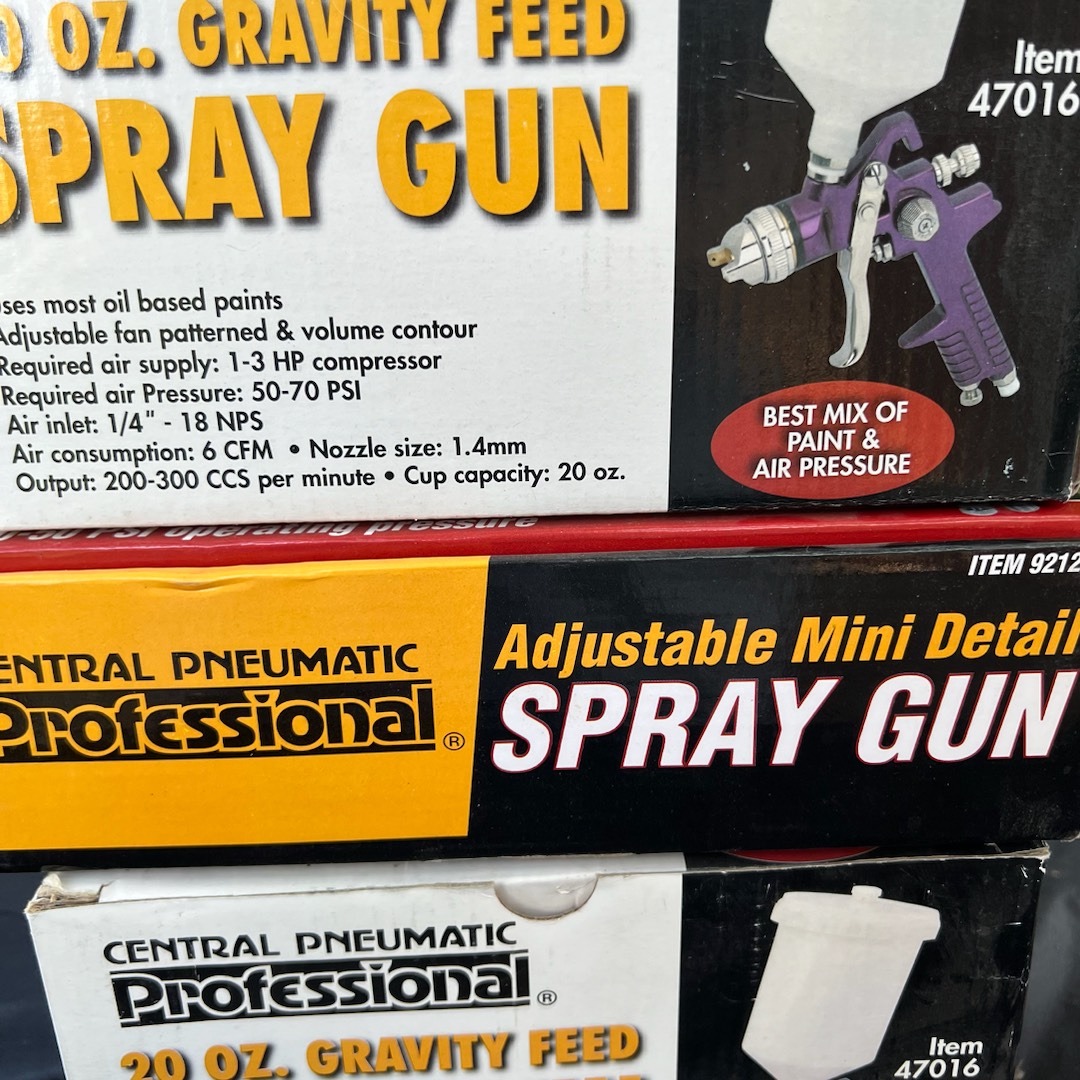 OZ. GRAVITY FEED
SPRAY GUN
Item
47016
uses most oil based paints
Adjustable fan patterned & volume contour
Required air supply: 1-3 HP compressor
Required air Pressure: 50-70 PSI
Air inlet: 1/4" - 18 NPS
Air consumption: 6 CFM • Nozzle size: 1.4mm
Output: 200-300 CCS per minute • Cup capacity: 20 oz.
BEST MIX OF
PAINT &
AIR PRESSURE
PSI operating pressure
ITEM 9212
CENTRAL PNEUMATIC
Professional®
Adjustable Mini Detail
SPRAY GUN
CENTRAL PNEUMATIC
Professional®
20 OZ. GRAVITY FEED
Item
47016